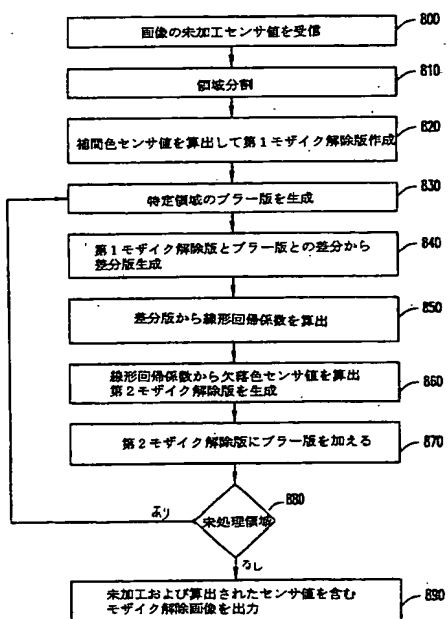 画像の未加工センサ値を受信
800
領域分割
810
補間色センサ値を算出して第1モザイク解除版作成
820
特定領域のブラー版を生成
830
第1モザイク解除版とブラー版との差分から
差分版生成
840
差分版から線形回帰係数を算出
850
線形回帰係数から欠落色センサ値を算出
第2モザイク解除版を生成
860
第2モザイク解除版にブラー版を加える
870
未処理領域
880
あり
なし
未加工および算出されたセンサ値を含む
モザイク解除画像を出力
890